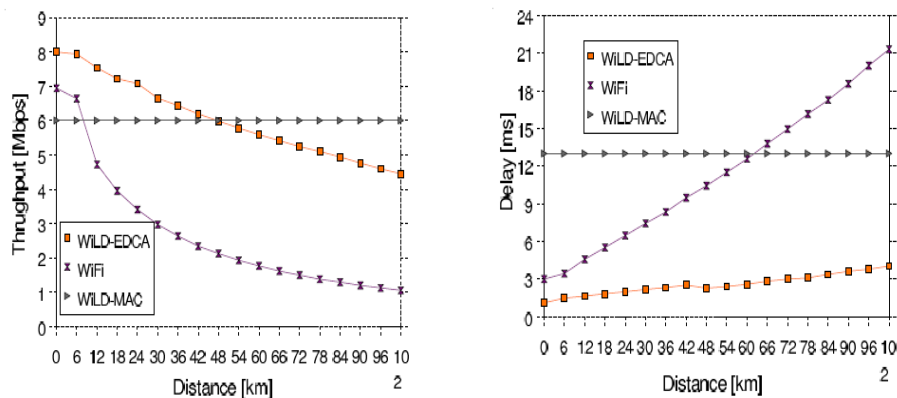 9
8
7
6
5
4
3
2
1
0
Thrughput [Mbps]
WiLD-EDCA
WiFi
WiLD-MAC
0 6 12 18 24 30 36 42 48 54 60 66 72 78 84 90 96 10
2
Distance [km]
24
21
18
15
12
9
6
3
0
Delay [ms]
WiLD-EDCA
WiFi
WiLD-MAC
0 6 12 18 24 30 36 42 48 54 60 66 72 78 84 90 96 10
2
Distance [km]